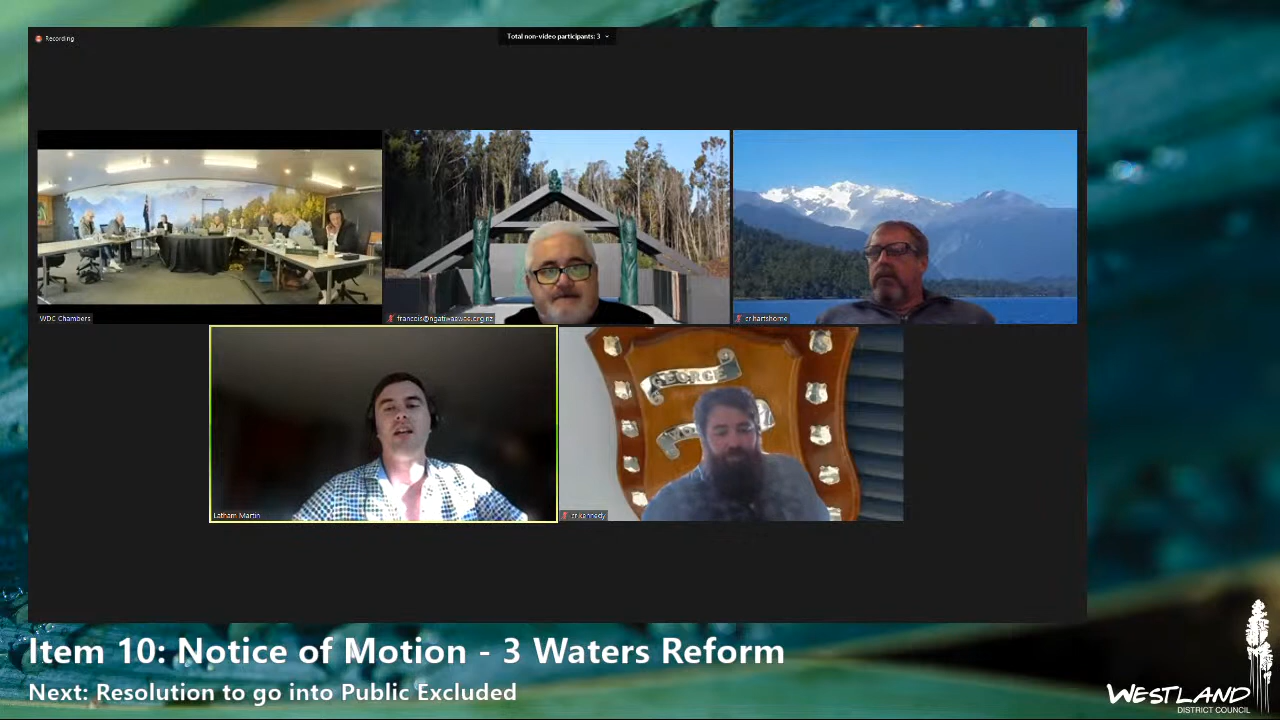 Recording
Total non-video participants: 3
WDC Chambers
francois@ngatiwaewae.org.nz
cr.hartshorne
GEORGE
Latham Martin
cr.kennedy
Item 10: Notice of Motion - 3 Waters Reform
Next: Resolution to go into Public Excluded
WESTLAND
DISTRICT COUNCIL